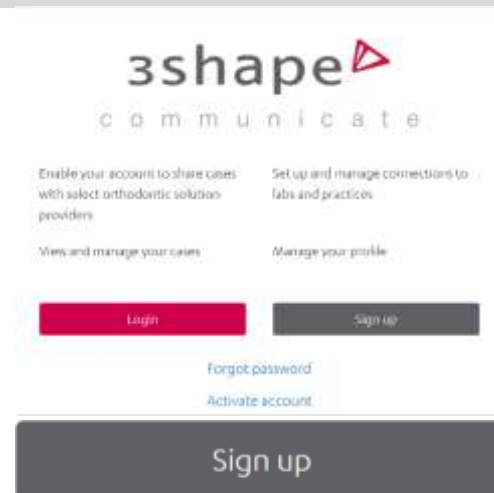 3shape
communicate
Enable your account to share cases
with select orthodontic solution
providers
Set up and manage connections to
labs and practices
View and manage your cases
Manage your profile
Login
Sign up
Forgot password
Activate account
Sign up